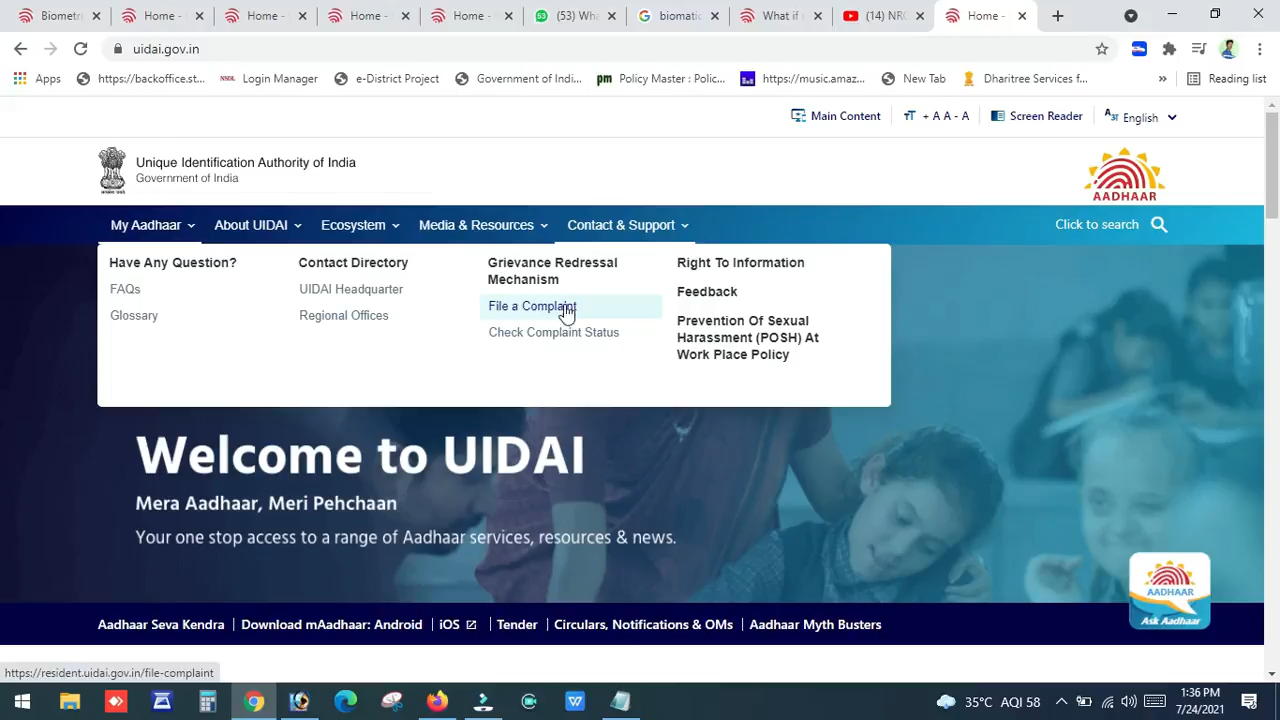 Biometr
Home -
Home -
Home -
Home -
(53) Wha
biomatic
What if
(14) NRC
Home -
uidai.gov.in
Apps
https://backoffice.st...
NSDL
Login Manager
e-District Project
Government of Indi...
pm
Policy Master : Polic...
https://music.amaz...
New Tab
Dharitree Services f...
»
Reading list
Main Content
+ A A - A
Screen Reader
English
Unique Identification Authority of India
Government of India
AADHAAR
My Aadhaar
About UIDAI
Ecosystem
Media & Resources
Contact & Support
Click to search
Have Any Question?
FAQs
Glossary
Contact Directory
UIDAI Headquarter
Regional Offices
Grievance Redressal
Mechanism
File a Complaint
Check Complaint Status
Right To Information
Feedback
Prevention Of Sexual
Harassment (POSH) At
Work Place Policy
Welcome to UIDAI
Mera Aadhaar, Meri Pehchaan
Your one stop access to a range of Aadhaar services, resources & news.
AADHAAR
Ask Aadhaar
Aadhaar Seva Kendra
Download mAadhaar: Android
iOS
Tender
Circulars, Notifications & OMs
Aadhaar Myth Busters
https://resident.uidai.gov.in/file-complaint
35°C AQI 58
1:36 PM
7/24/2021